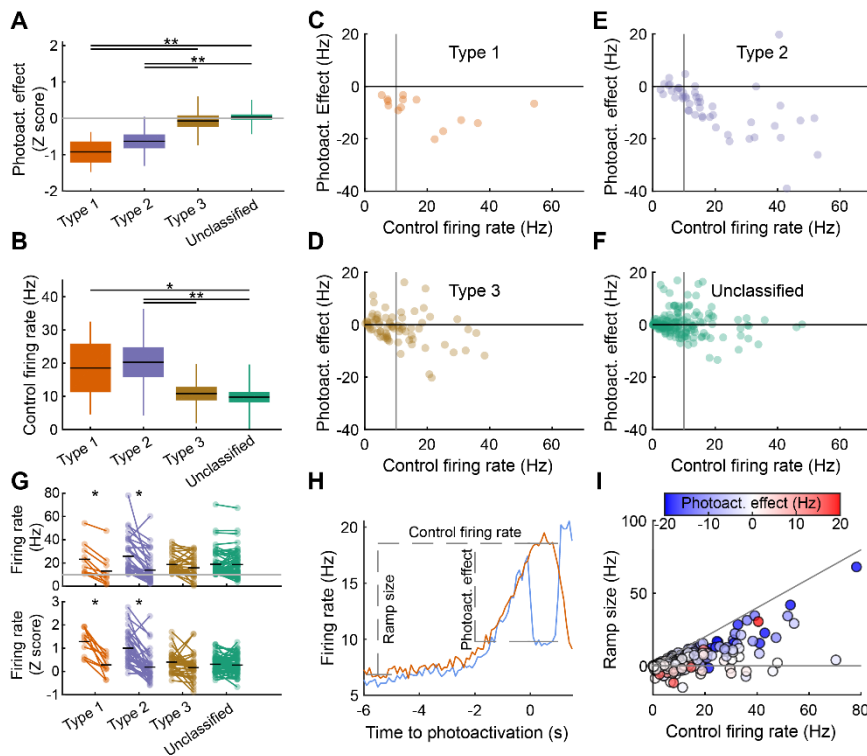 A
Photoact. effect
(Z score)
2
1
0
-1
2
**
**
Type 1
Type 2
Type 3
Unclassified
B
Control firing rate (Hz)
40
30
20
10
0
*
**
Type 1
Type 2
Type 3
Unclassified
C
Type 1
Photoact. Effect (Hz)
20
0
-20
-40
0 20 40 60
Control firing rate (Hz)
D
Type 3
Photoact. effect (Hz)
20
0
-20
-40
0 20 40 60
Control firing rate (Hz)
E
Type 2
Photoact. effect (Hz)
20
0
-20
-40
0 20 40 60
Control firing rate (Hz)
F
Unclassified
Photoact. effect (Hz)
20
0
-20
-40
0 20 40 60
Control firing rate (Hz)
G
Firing rate
(Hz)
80
60
40
20
0
* *
Firing rate
(Z score)
3
2
1
0
-1
* *
Type 1
Type 2
Type 3
Unclassified
H
Firing rate (Hz)
20
15
10
5
Control firing rate
Ramp size
Photoact. effect
-6 -4 -2 0
Time to photoactivation (s)
I
Photoact. effect (Hz)
-20 -10 0 10 20
Ramp size (Hz)
100
50
0
0 20 40 60 80
Control firing rate (Hz)